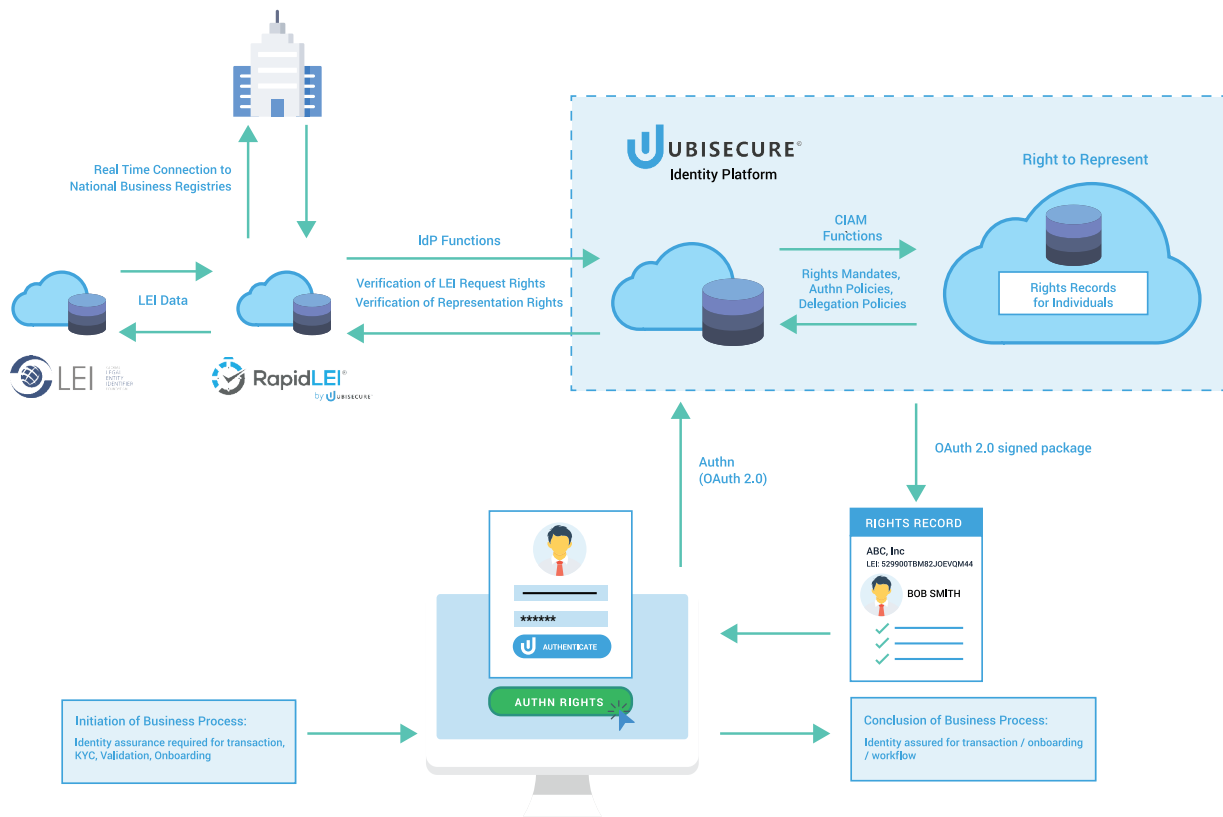 Real Time Connection to
National Business Registries
UBISECURE®
Identity Platform
Right to Represent
IdP Functions
CIAM
Functions
LEI Data
Verification of LEI Request Rights
Verification of Representation Rights
Rights Mandates,
Authn Policies,
Delegation Policies
Rights Records
for Individuals
LEI
LEGAL
ENTITY
IDENTIFIER
RapidLEI®
by UBISECURE
Authn
(OAuth 2.0)
OAuth 2.0 signed package
RIGHTS RECORD
ABC, Inc
LEI: 529900TBM82JOEVQM44
BOB SMITH
******
AUTHENTICATE
AUTHN RIGHTS
Initiation of Business Process:
Identity assurance required for transaction,
KYC, Validation, Onboarding
Conclusion of Business Process:
Identity assured for transaction / onboarding
/ workflow